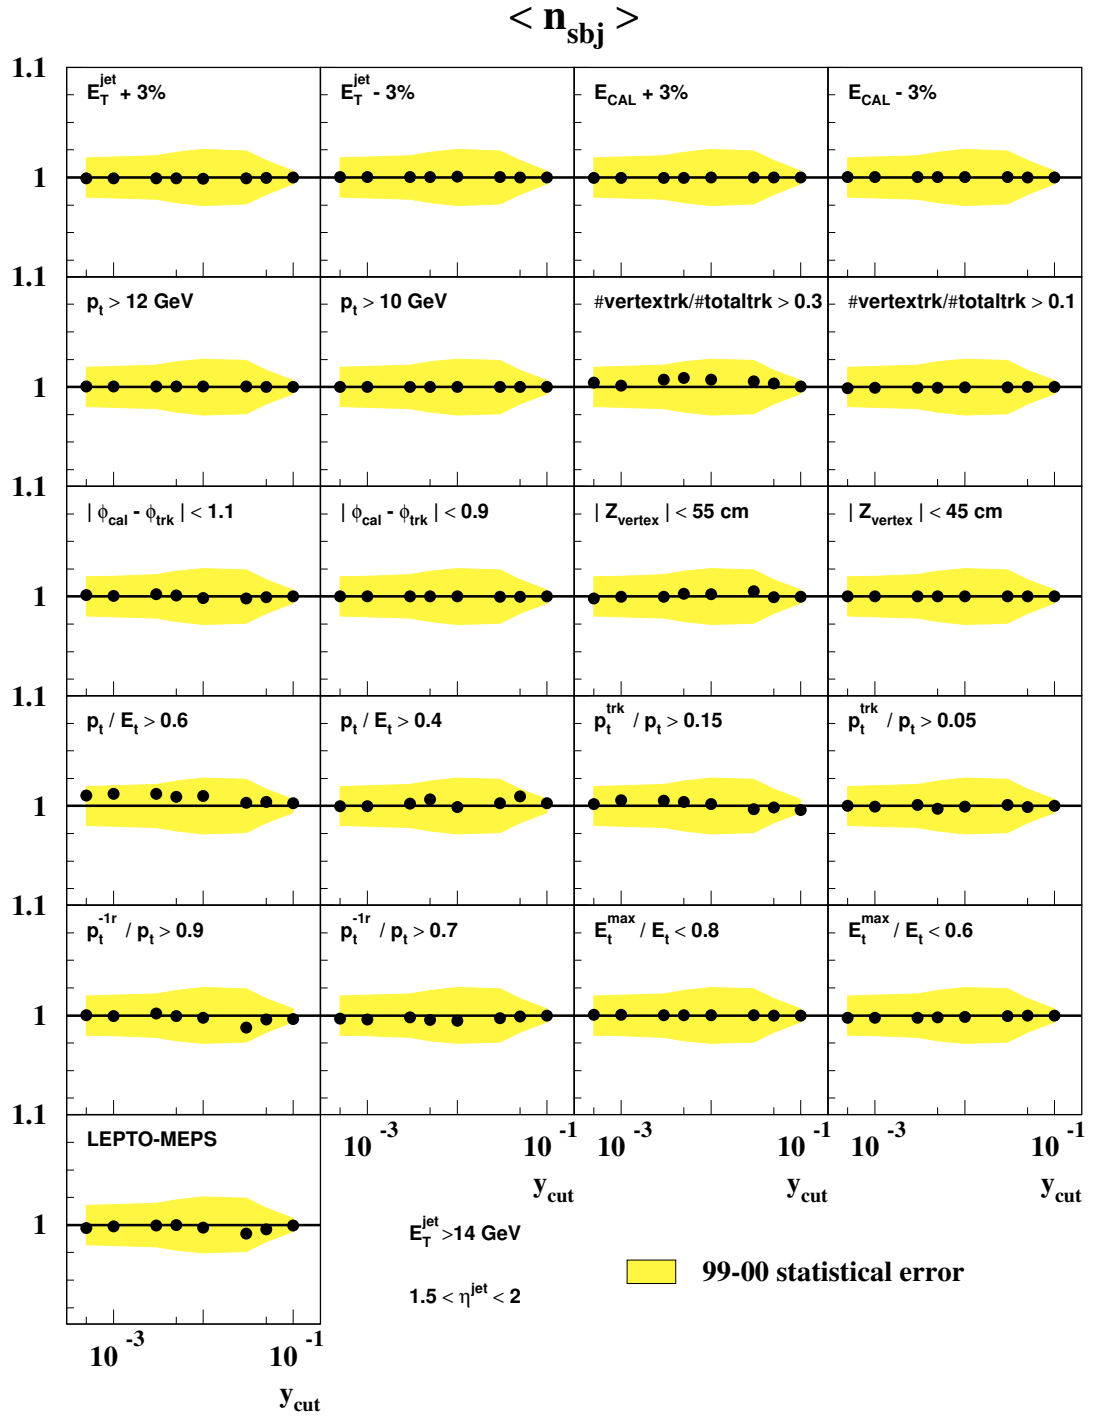 < n_sbj >
1.1
E_T^jet + 3%
E_T^jet - 3%
E_CAL + 3%
E_CAL - 3%
1
1.1
p_t > 12 GeV
p_t > 10 GeV
#vertextrk/#totaltrk > 0.3
#vertextrk/#totaltrk > 0.1
1
1.1
| ϕ_cal - ϕ_trk | < 1.1
| ϕ_cal - ϕ_trk | < 0.9
| Z_vertex | < 55 cm
| Z_vertex | < 45 cm
1
1.1
p_t / E_t > 0.6
p_t / E_t > 0.4
p_t^trk / p_t > 0.15
p_t^trk / p_t > 0.05
1
1.1
p_t^-1r / p_t > 0.9
p_t^-1r / p_t > 0.7
E_t^max / E_t < 0.8
E_t^max / E_t < 0.6
1
1.1
LEPTO-MEPS
10^-3 10^-1
10^-3 10^-1
10^-3 10^-1
y_cut
y_cut
y_cut
1
E_T^jet >14 GeV
99-00 statistical error
1.5 < η^jet < 2
10^-3 10^-1
y_cut